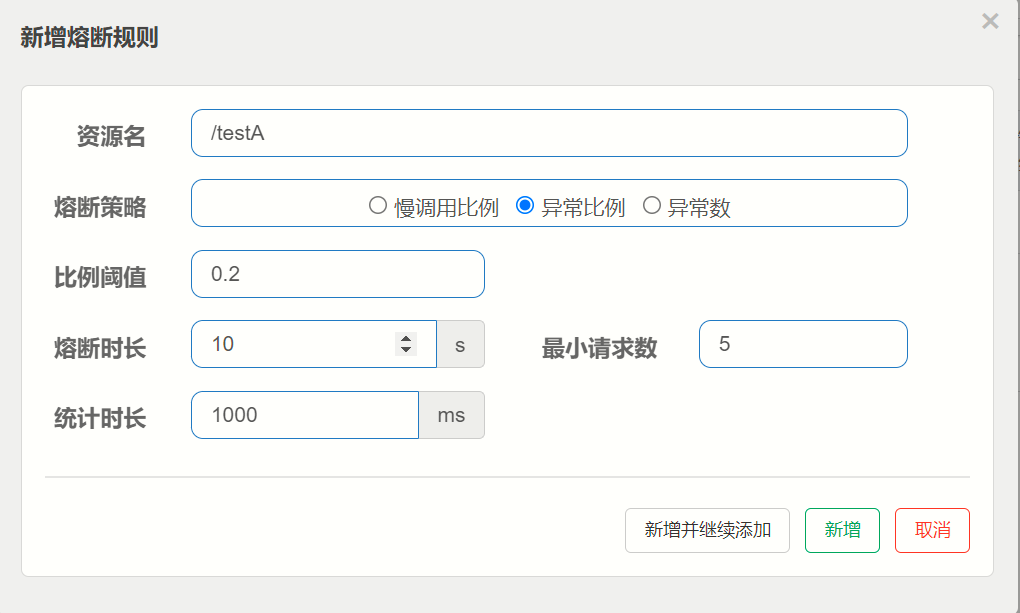 新增熔断规则
×
资源名 /testA
熔断策略 慢调用比例 异常比例 异常数
比例阈值 0.2
熔断时长 10 s 最小请求数 5
统计时长 1000 ms
新增并继续添加 新增 取消